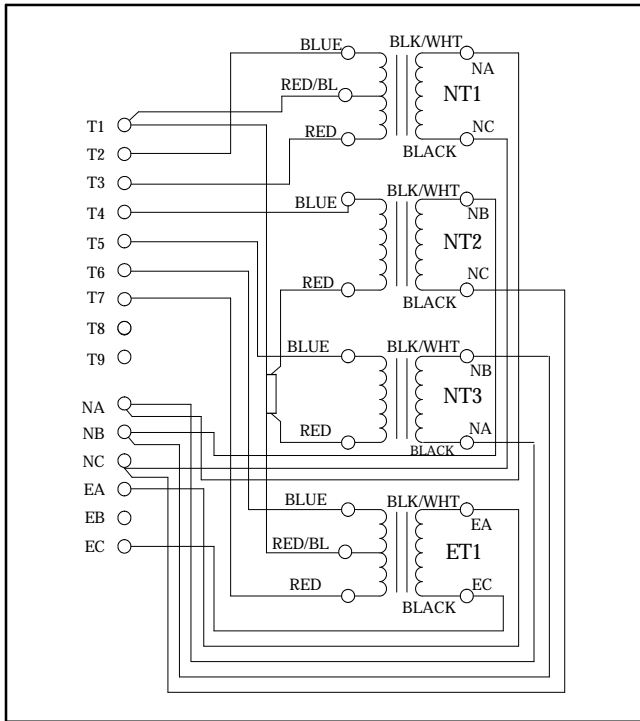 BLUE
BLK/WHT
NA
RED/BL
NT1
T1
RED
NC
T2
BLACK
T3
BLK/WHT
BLUE
NB
T4
T5
NT2
T6
RED
NC
T7
BLACK
T8
BLUE
BLK/WHT
T9
NB
NT3
NA
NA
RED
NB
BLACK
NC
EA
BLUE
BLK/WHT
EB
EA
EC
RED/BL
ET1
RED
EC
BLACK